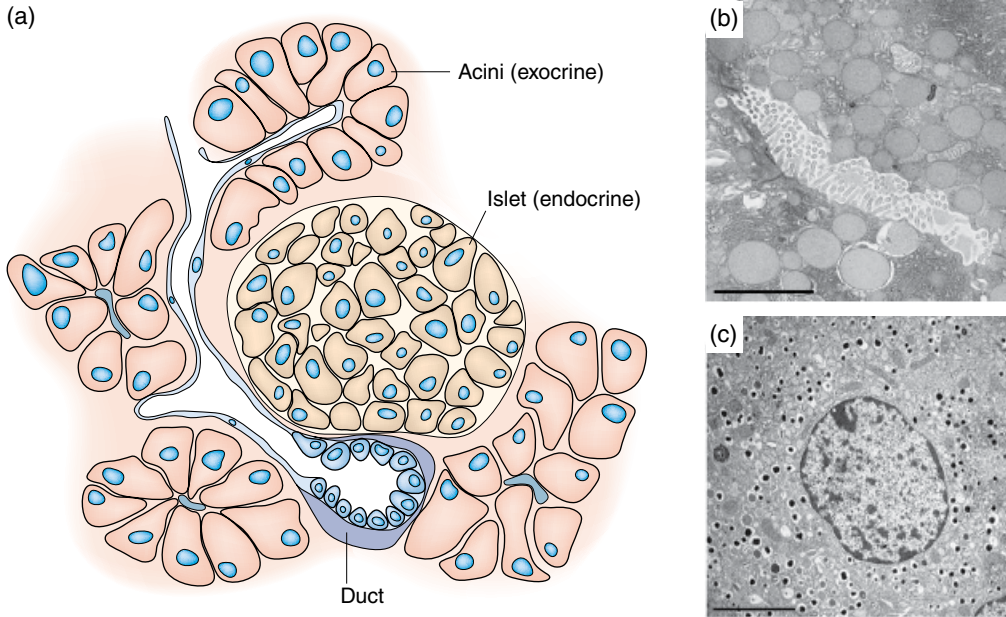 (a)
Acini (exocrine)
Islet (endocrine)
Duct
(b)
(c)